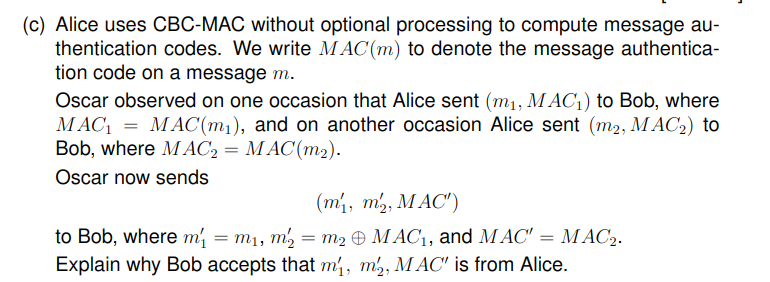 (c) Alice uses CBC-MAC without optional processing to compute message au-
thentication codes. We write MAC(m) to denote the message authentica-
tion code on a message m.
Oscar observed on one occasion that Alice sent (m₁, MAC₁) to Bob, where
MAC₁ = MAC(m₁), and on another occasion Alice sent (m₂, MAC₂) to
Bob, where MAC₂ = MAC(m₂).
Oscar now sends
(m′₁, m′₂, MAC′)
to Bob, where m′₁ = m₁, m′₂ = m₂ ⊕ MAC₁, and MAC′ = MAC₂.
Explain why Bob accepts that m′₁, m′₂, MAC′ is from Alice.